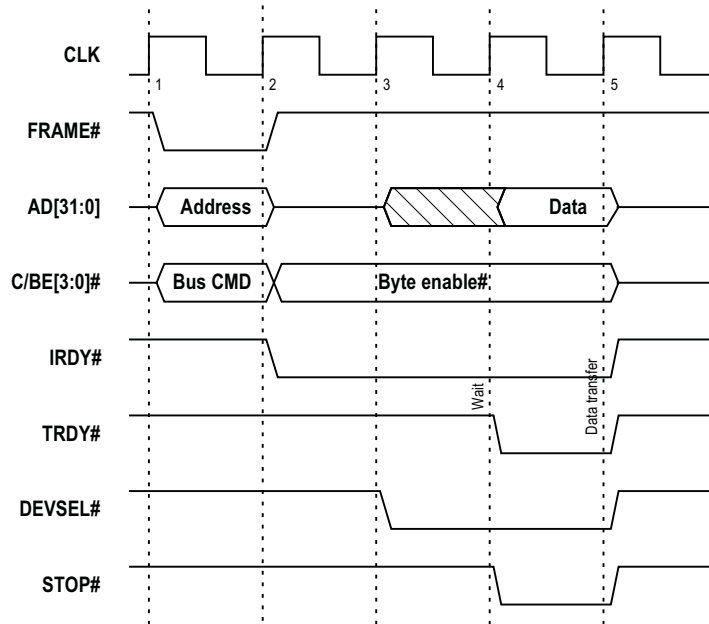 CLK
1 2 3 4 5
FRAME#
AD[31:0] Address Data
C/BE[3:0]# Bus CMD Byte enable#
IRDY#
Wait
Data transfer
TRDY#
DEVSEL#
STOP#